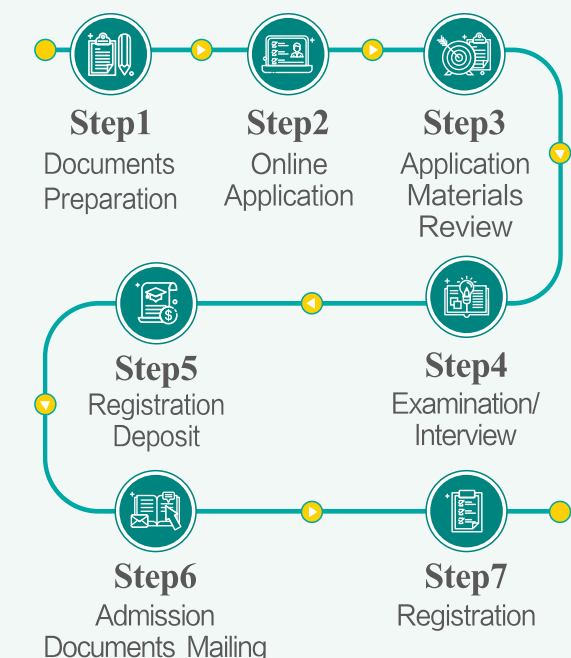 Step1
Documents
Preparation
Step2
Online
Application
Step3
Application
Materials
Review
Step4
Examination/
Interview
Step5
Registration
Deposit
Step6
Admission
Documents Mailing
Step7
Registration